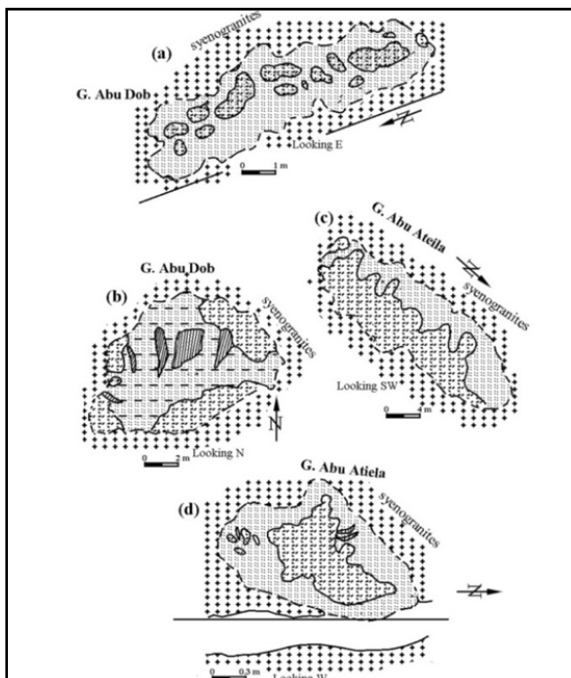 (a)
syenogranites
G. Abu Dob
N
Looking E
0 1 m
(c)
G. Abu Ateila
N
syenogranites
G. Abu Dob
(b)
syenogranites
Looking SW
0 4 m
N
0 2 m
Looking N
G. Abu Atiela
(d)
syenogranites
N
0 0.3 m
Looking W